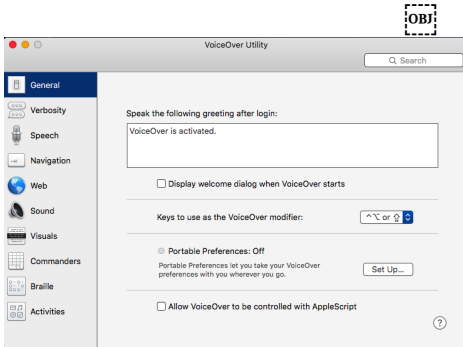 OBJ
VoiceOver Utility
Search
General
Verbosity
Speech
Navigation
Web
Sound
Visuals
Commanders
Braille
Activities
Speak the following greeting after login:
VoiceOver is activated.
Display welcome dialog when VoiceOver starts
Keys to use as the VoiceOver modifier:
^⌥ or ⇪
Portable Preferences: Off
Portable Preferences let you take your VoiceOver
preferences with you wherever you go.
Set Up...
Allow VoiceOver to be controlled with AppleScript
?